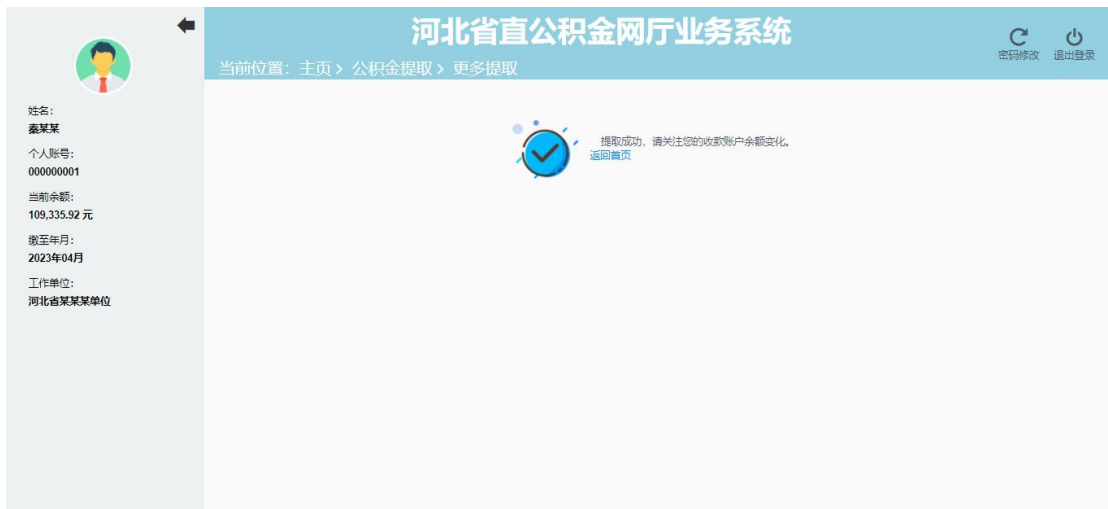 河北省直公积金网厅业务系统
密码修改 退出登录
当前位置：主页 > 公积金提取 > 更多提取
姓名：
秦某某
个人账号：
000000001
当前余额：
109,335.92 元
缴至年月：
2023年04月
工作单位：
河北省某某某单位
提取成功，请关注您的收款账户余额变化。
返回首页